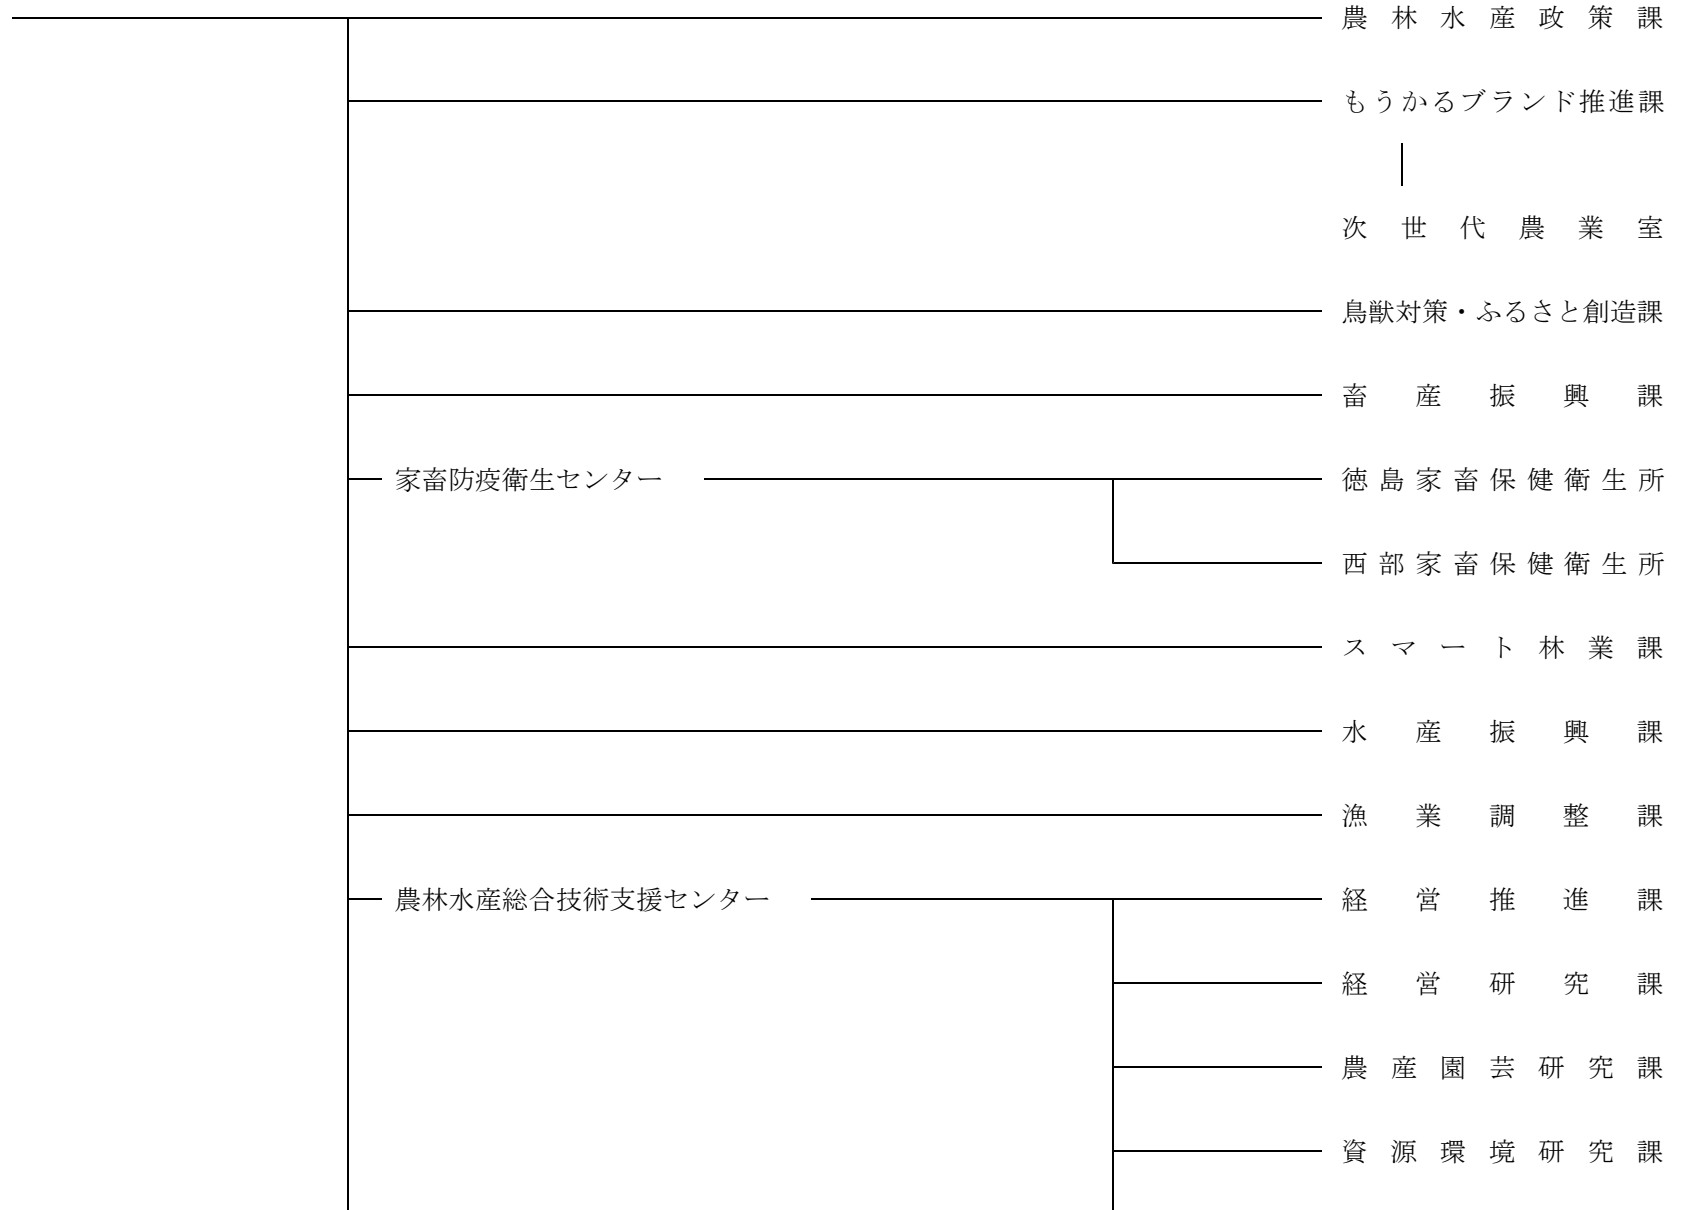 農林水産政策課
もうかるブランド推進課
次世代農業室
鳥獣対策・ふるさと創造課
畜産振興課
家畜防疫衛生センター 徳島家畜保健衛生所
西部家畜保健衛生所
スマート林業課
水産振興課
漁業調整課
農林水産総合技術支援センター 経営推進課
経営研究課
農産園芸研究課
資源環境研究課